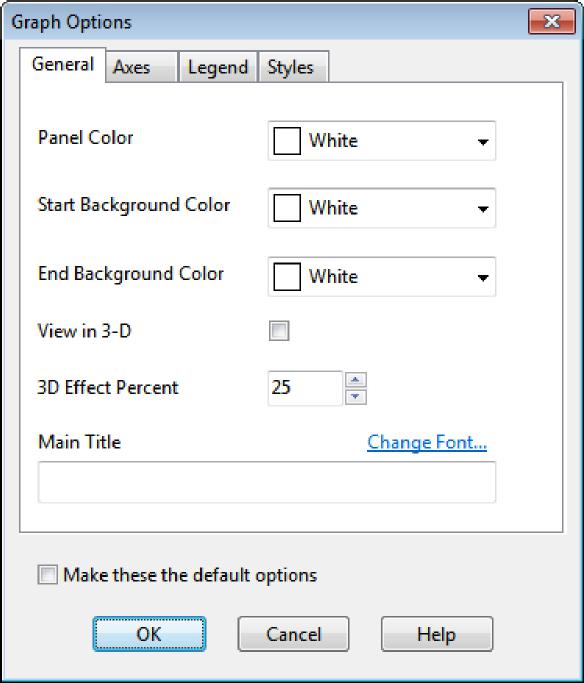 Graph Options
General Axes Legend Styles
Panel Color White
Start Background Color White
End Background Color White
View in 3-D
3D Effect Percent 25
Main Title Change Font...
Make these the default options
OK Cancel Help